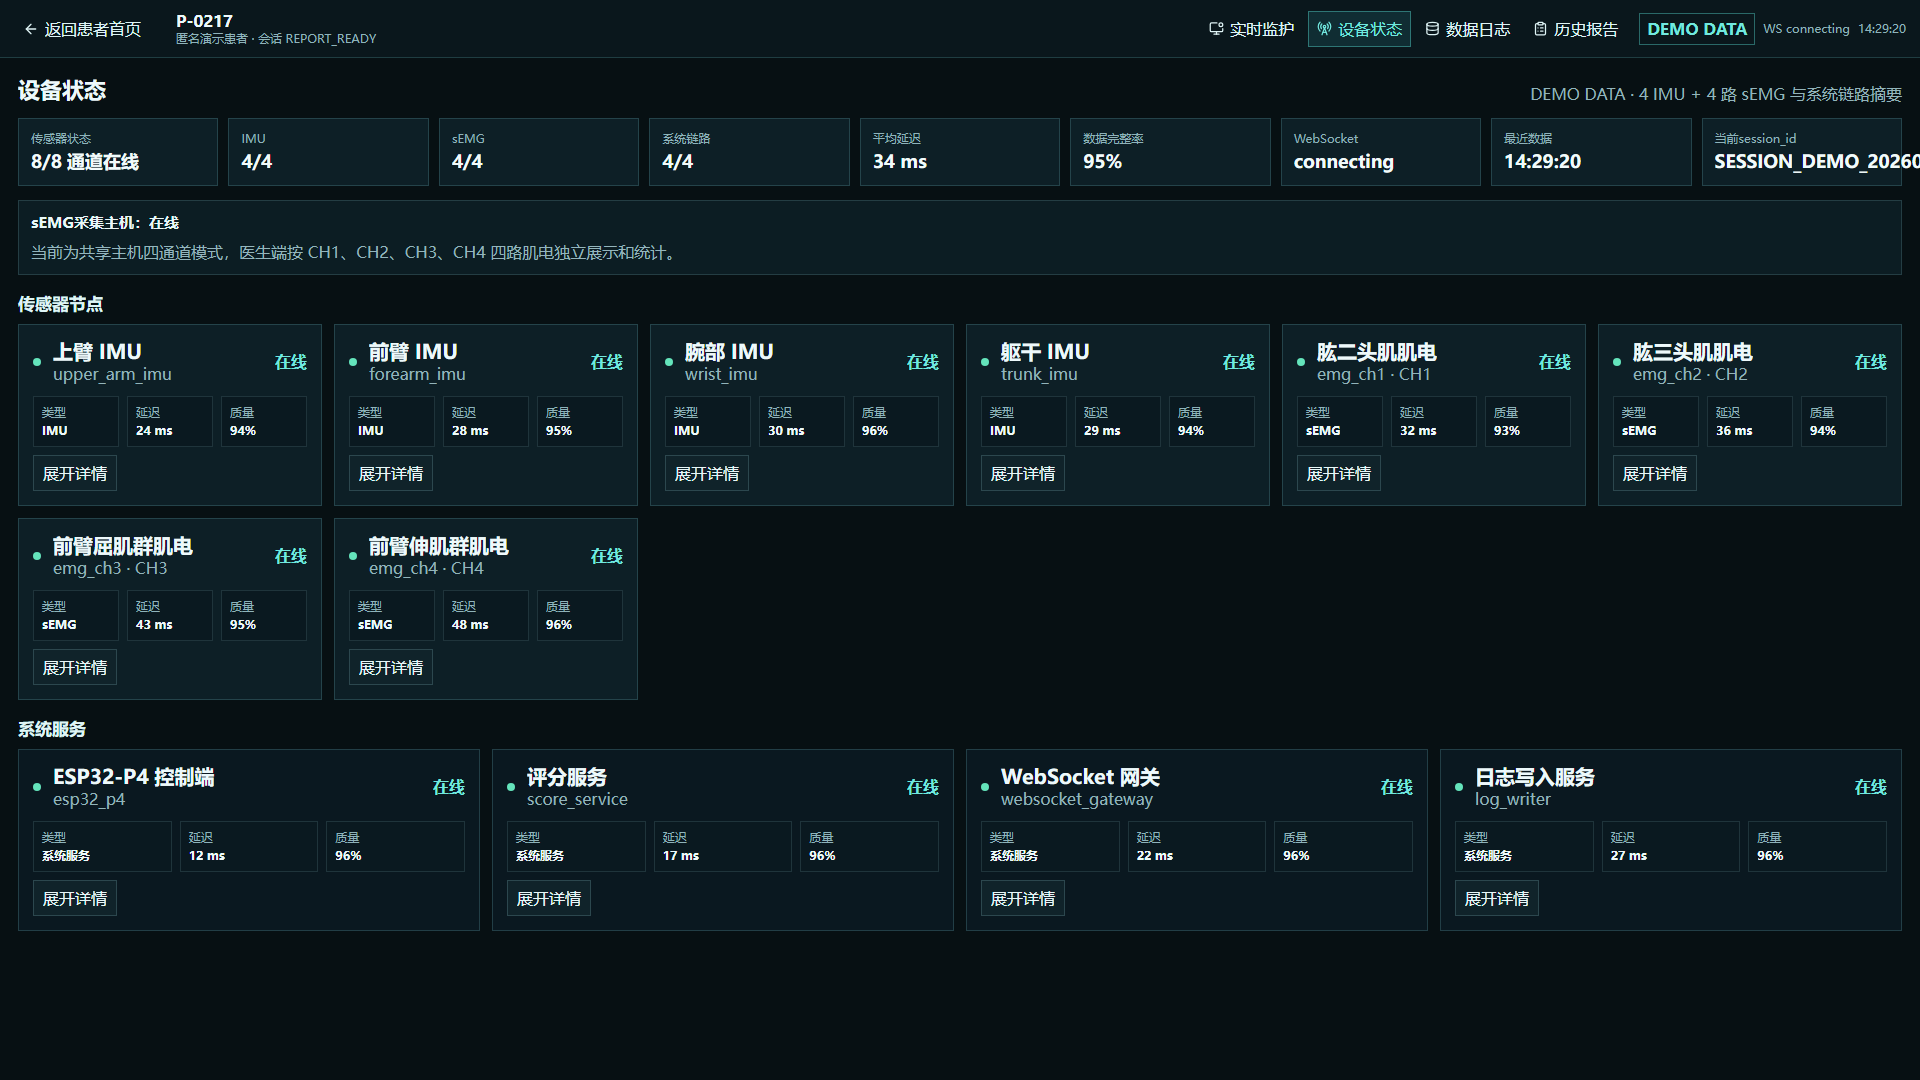 返回患者首页
P-0217
匿名演示患者 · 会话 REPORT_READY
实时监护
设备状态
数据日志
历史报告
DEMO DATA
WS connecting
14:29:20
设备状态
DEMO DATA · 4 IMU + 4 路 sEMG 与系统链路摘要
传感器状态
8/8 通道在线
IMU
4/4
sEMG
4/4
系统链路
4/4
平均延迟
34 ms
数据完整率
95%
WebSocket
connecting
最近数据
14:29:20
当前session_id
SESSION_DEMO_20260
sEMG采集主机：在线
当前为共享主机四通道模式，医生端按 CH1、CH2、CH3、CH4 四路肌电独立展示和统计。
传感器节点
上臂 IMU
upper_arm_imu
在线
类型
IMU
延迟
24 ms
质量
94%
展开详情
前臂 IMU
forearm_imu
在线
类型
IMU
延迟
28 ms
质量
95%
展开详情
腕部 IMU
wrist_imu
在线
类型
IMU
延迟
30 ms
质量
96%
展开详情
躯干 IMU
trunk_imu
在线
类型
IMU
延迟
29 ms
质量
94%
展开详情
肱二头肌肌电
emg_ch1 · CH1
在线
类型
sEMG
延迟
32 ms
质量
93%
展开详情
肱三头肌肌电
emg_ch2 · CH2
在线
类型
sEMG
延迟
36 ms
质量
94%
展开详情
前臂屈肌群肌电
emg_ch3 · CH3
在线
类型
sEMG
延迟
43 ms
质量
95%
展开详情
前臂伸肌群肌电
emg_ch4 · CH4
在线
类型
sEMG
延迟
48 ms
质量
96%
展开详情
系统服务
ESP32-P4 控制端
esp32_p4
在线
类型
系统服务
延迟
12 ms
质量
96%
展开详情
评分服务
score_service
在线
类型
系统服务
延迟
17 ms
质量
96%
展开详情
WebSocket 网关
websocket_gateway
在线
类型
系统服务
延迟
22 ms
质量
96%
展开详情
日志写入服务
log_writer
在线
类型
系统服务
延迟
27 ms
质量
96%
展开详情